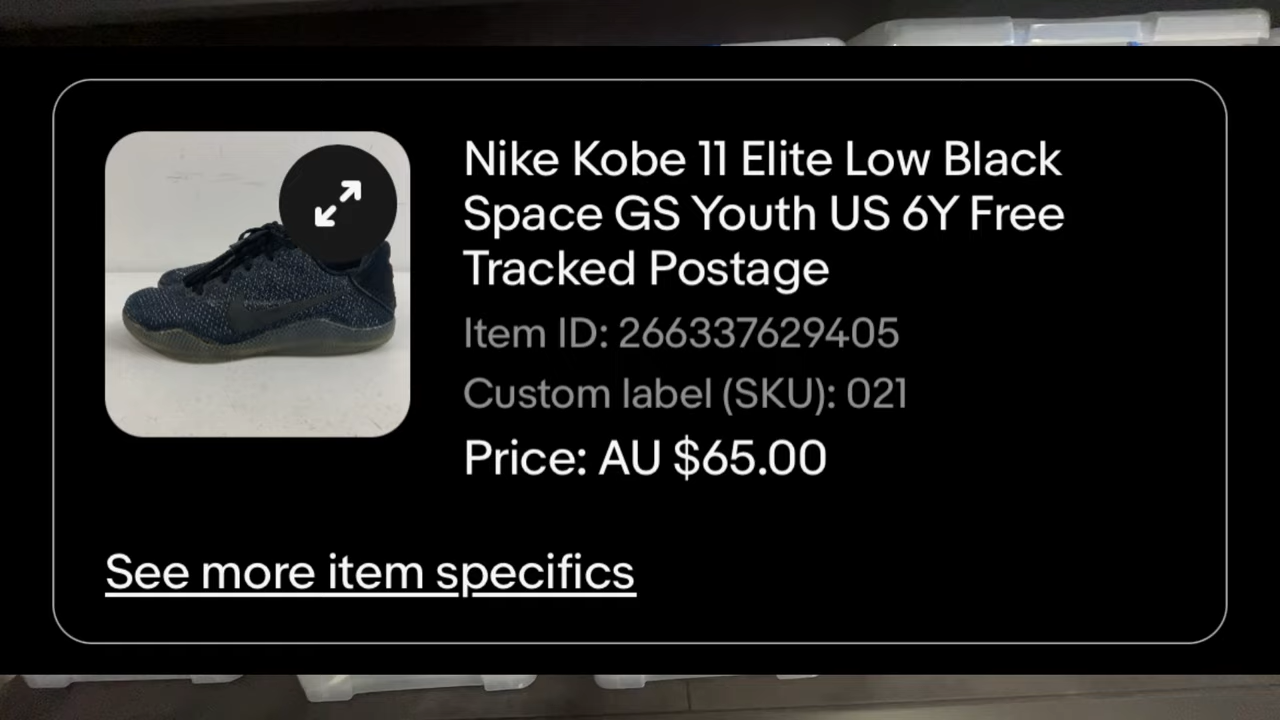 Nike Kobe 11 Elite Low Black
Space GS Youth US 6Y Free
Tracked Postage
Item ID: 266337629405
Custom label (SKU): 021
Price: AU $65.00
See more item specifics